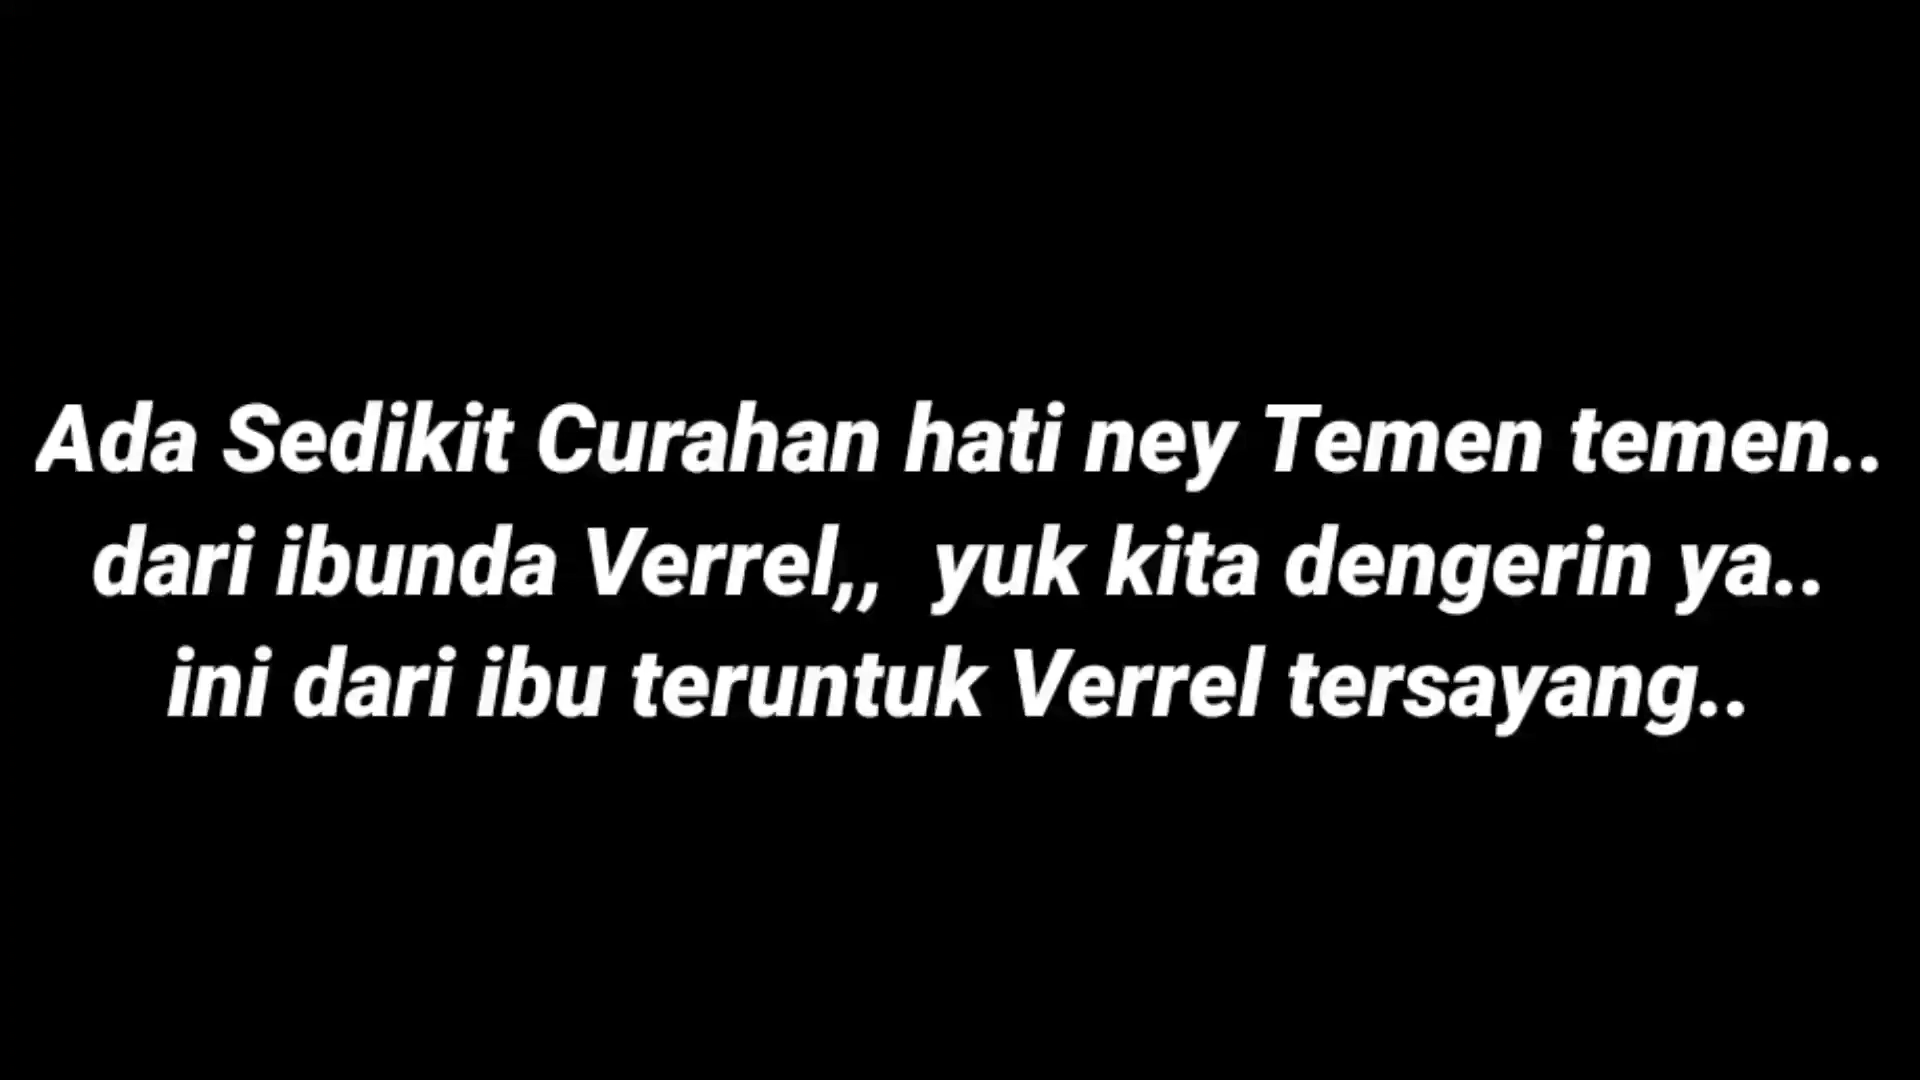 Ada Sedikit Curahan hati ney Temen temen..
dari ibunda Verrel,,  yuk kita dengerin ya..
ini dari ibu teruntuk Verrel tersayang..